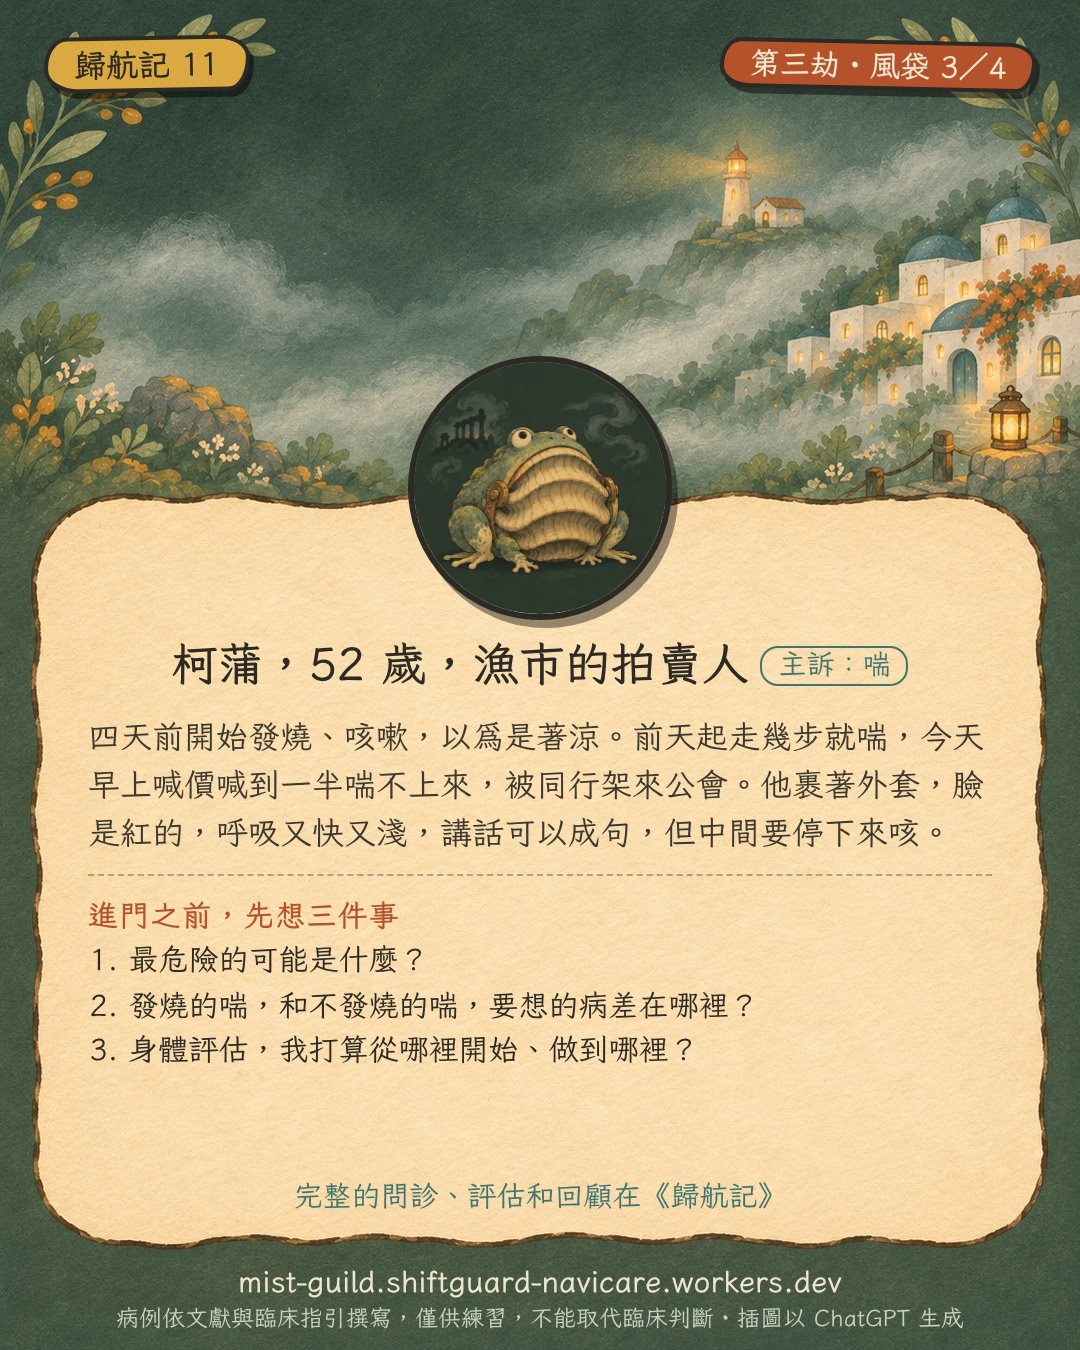 歸航記 11
第三劫・風袋 3／4
柯蒲，52 歲，漁市的拍賣人
主訴：喘
四天前開始發燒、咳嗽，以為是著涼。前天起走幾步就喘，今天
早上喊價喊到一半喘不上來，被同行架來公會。他裹著外套，臉
是紅的，呼吸又快又淺，講話可以成句，但中間要停下來咳。
進門之前，先想三件事
1. 最危險的可能是什麼？
2. 發燒的喘，和不發燒的喘，要想的病差在哪裡？
3. 身體評估，我打算從哪裡開始、做到哪裡？
完整的問診、評估和回顧在《歸航記》
mist-guild.shiftguard-navicare.workers.dev
病例依文獻與臨床指引撰寫，僅供練習，不能取代臨床判斷・插圖以 ChatGPT 生成